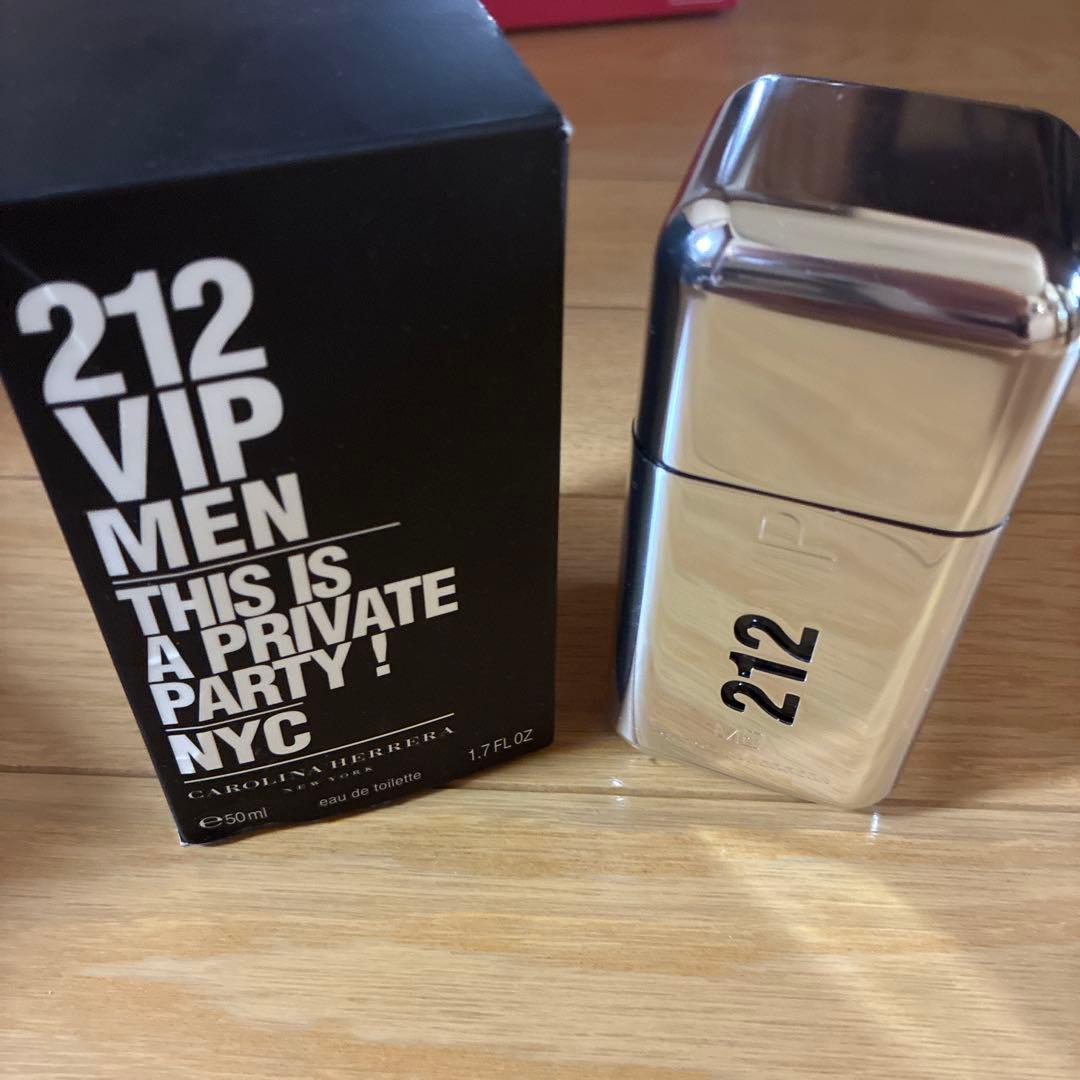 212
VIP
MEN
THIS IS
A PRIVATE
PARTY !
NYC
CAROLINA HERRERA
NEW YORK
eau de toilette
℮50ml
1.7 FL OZ
212